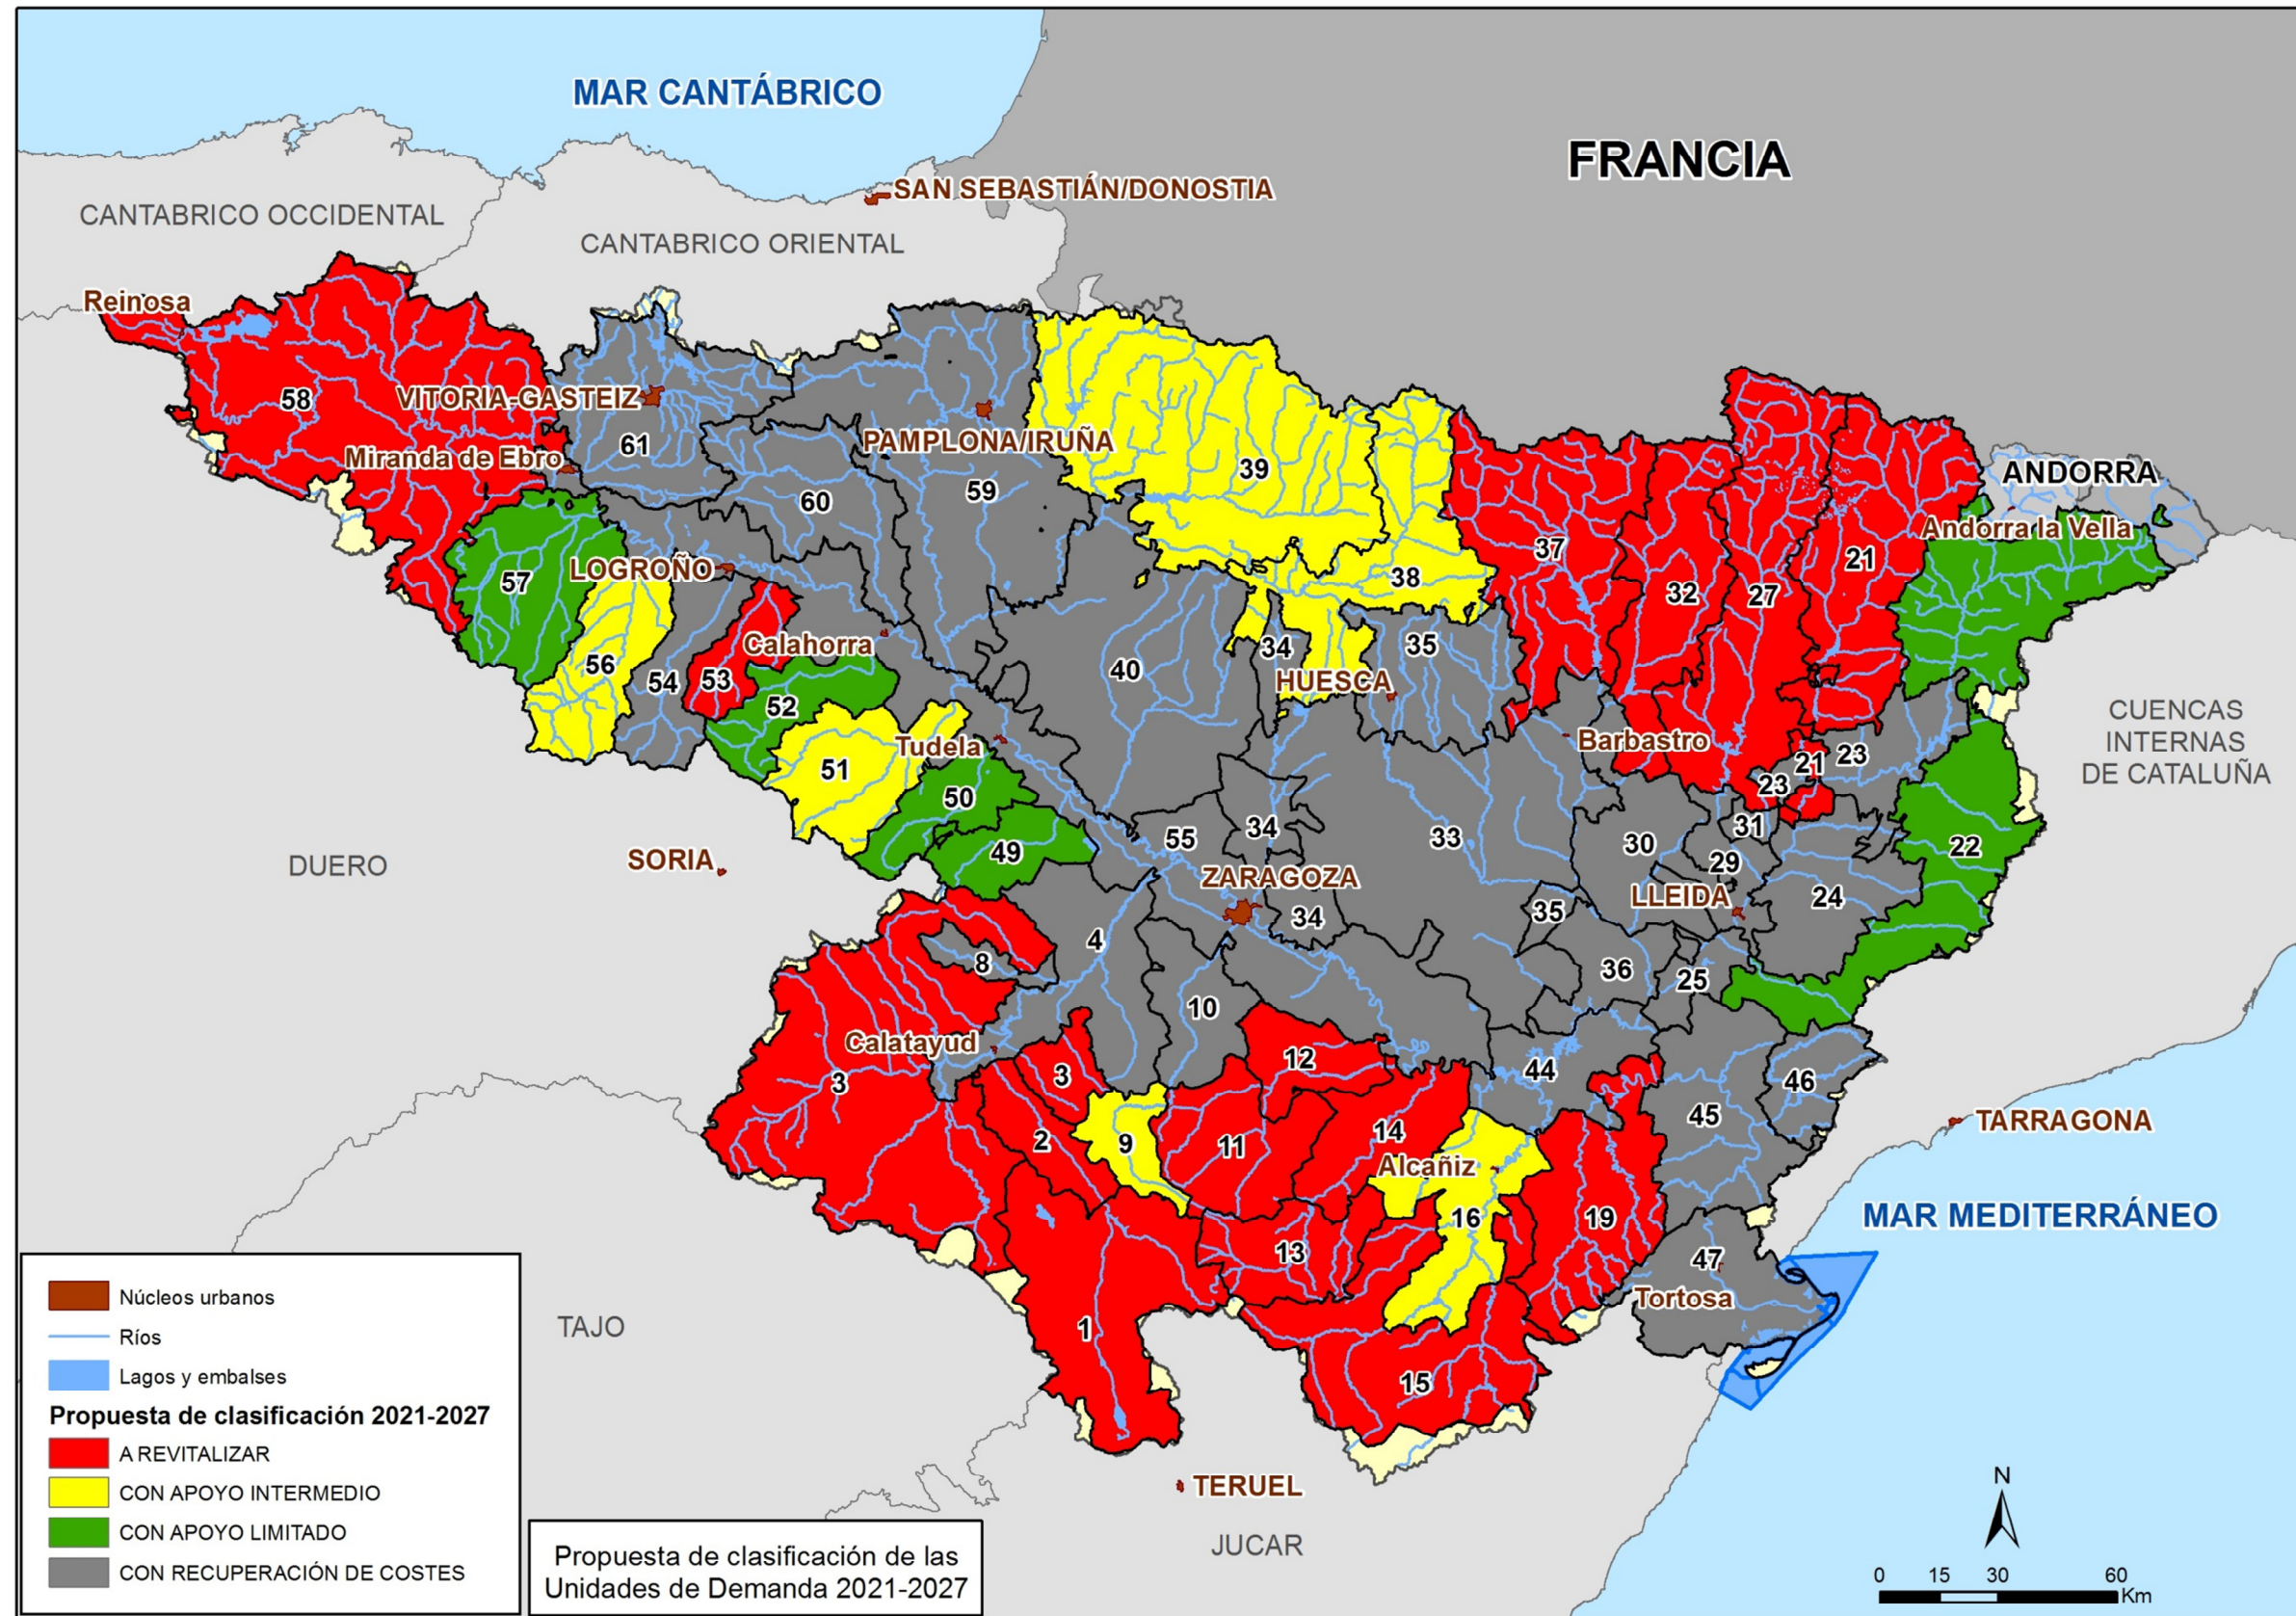 MAR CANTÁBRICO
FRANCIA
SAN SEBASTIÁN/DONOSTIA
CANTABRICO OCCIDENTAL
CANTABRICO ORIENTAL
Reinosa
58
VITORIA-GASTEIZ
61
Miranda de Ebro
PAMPLONA/IRUÑA
39
ANDORRA
Andorra la Vella
60
59
37
21
57
LOGROÑO
38
32
27
Calahorra
34
35
56
54
53
40
HUESCA
52
CUENCAS
INTERNAS
DE CATALUÑA
Tudela
Barbastro
51
21
23
23
50
34
31
SORIA
49
55
33
30
22
DUERO
29
ZARAGOZA
LLEIDA
24
34
35
4
8
36
25
10
Calatayud
12
3
3
44
46
TARRAGONA
2
9
11
14
45
Alcañiz
MAR MEDITERRÁNEO
16
19
13
47
Tortosa
TAJO
1
15
TERUEL
JUCAR
Núcleos urbanos
Ríos
Lagos y embalses
Propuesta de clasificación 2021-2027
A REVITALIZAR
CON APOYO INTERMEDIO
CON APOYO LIMITADO
CON RECUPERACIÓN DE COSTES
Propuesta de clasificación de las
Unidades de Demanda 2021-2027
N
0 15 30 60
Km